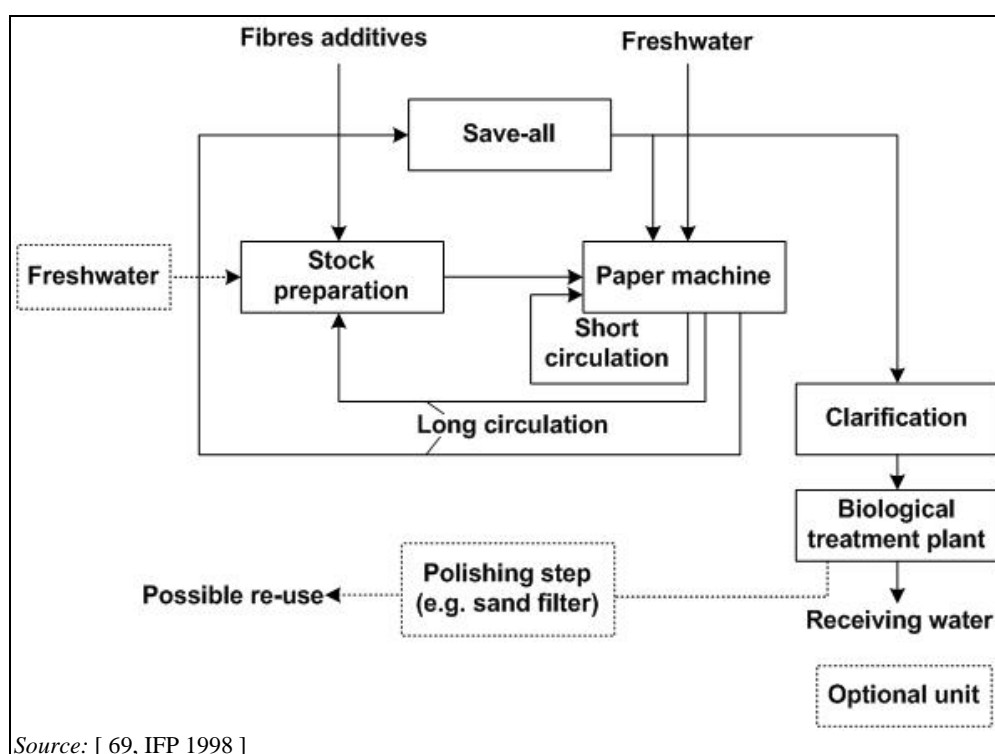 Fibres additives
Freshwater
Save-all
Freshwater
Stock
preparation
Paper machine
Short
circulation
Long circulation
Clarification
Biological
treatment plant
Polishing step
(e.g. sand filter)
Possible re-use
Receiving water
Optional unit
Source: [ 69, IFP 1998 ]